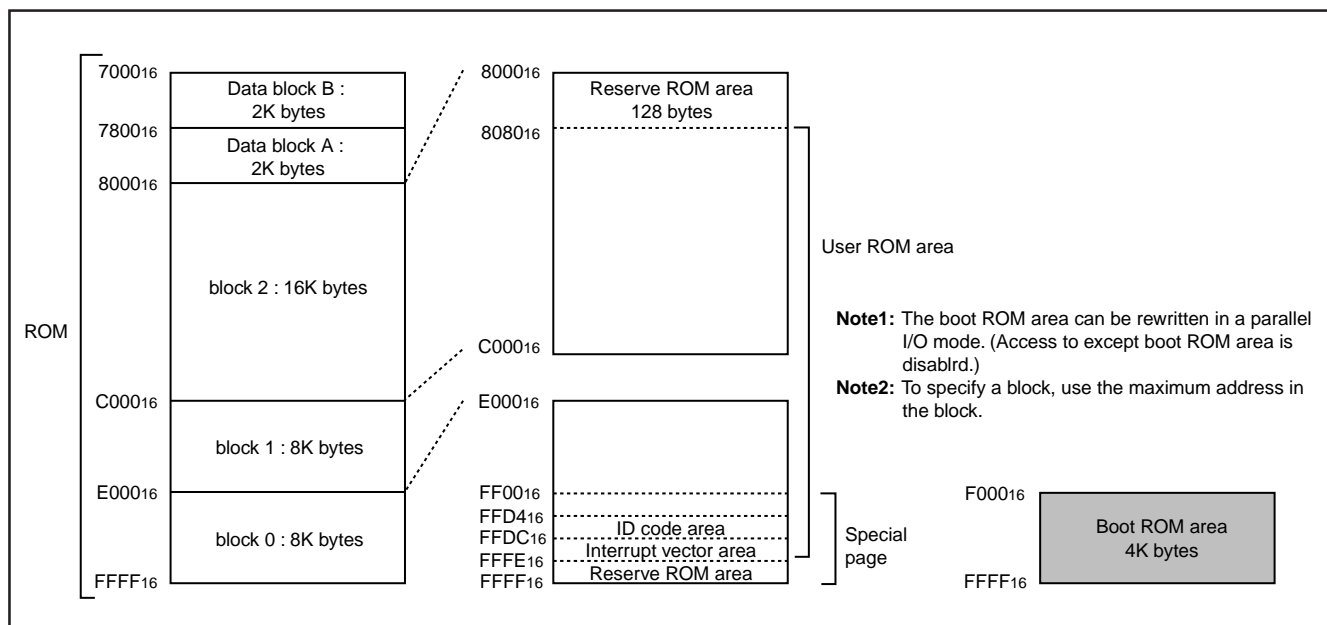 ROM
7000₁₆
Data block B :
2K bytes
7800₁₆
Data block A :
2K bytes
8000₁₆
block 2 : 16K bytes
C000₁₆
block 1 : 8K bytes
E000₁₆
block 0 : 8K bytes
FFFF₁₆
8000₁₆
Reserve ROM area
128 bytes
8080₁₆
C000₁₆
E000₁₆
FF00₁₆
FFD4₁₆
ID code area
FFDC₁₆
Interrupt vector area
FFFE₁₆
Reserve ROM area
FFFF₁₆
User ROM area
Special
page
Note1: The boot ROM area can be rewritten in a parallel
I/O mode. (Access to except boot ROM area is
disablrd.)
Note2: To specify a block, use the maximum address in
the block.
F000₁₆
Boot ROM area
4K bytes
FFFF₁₆